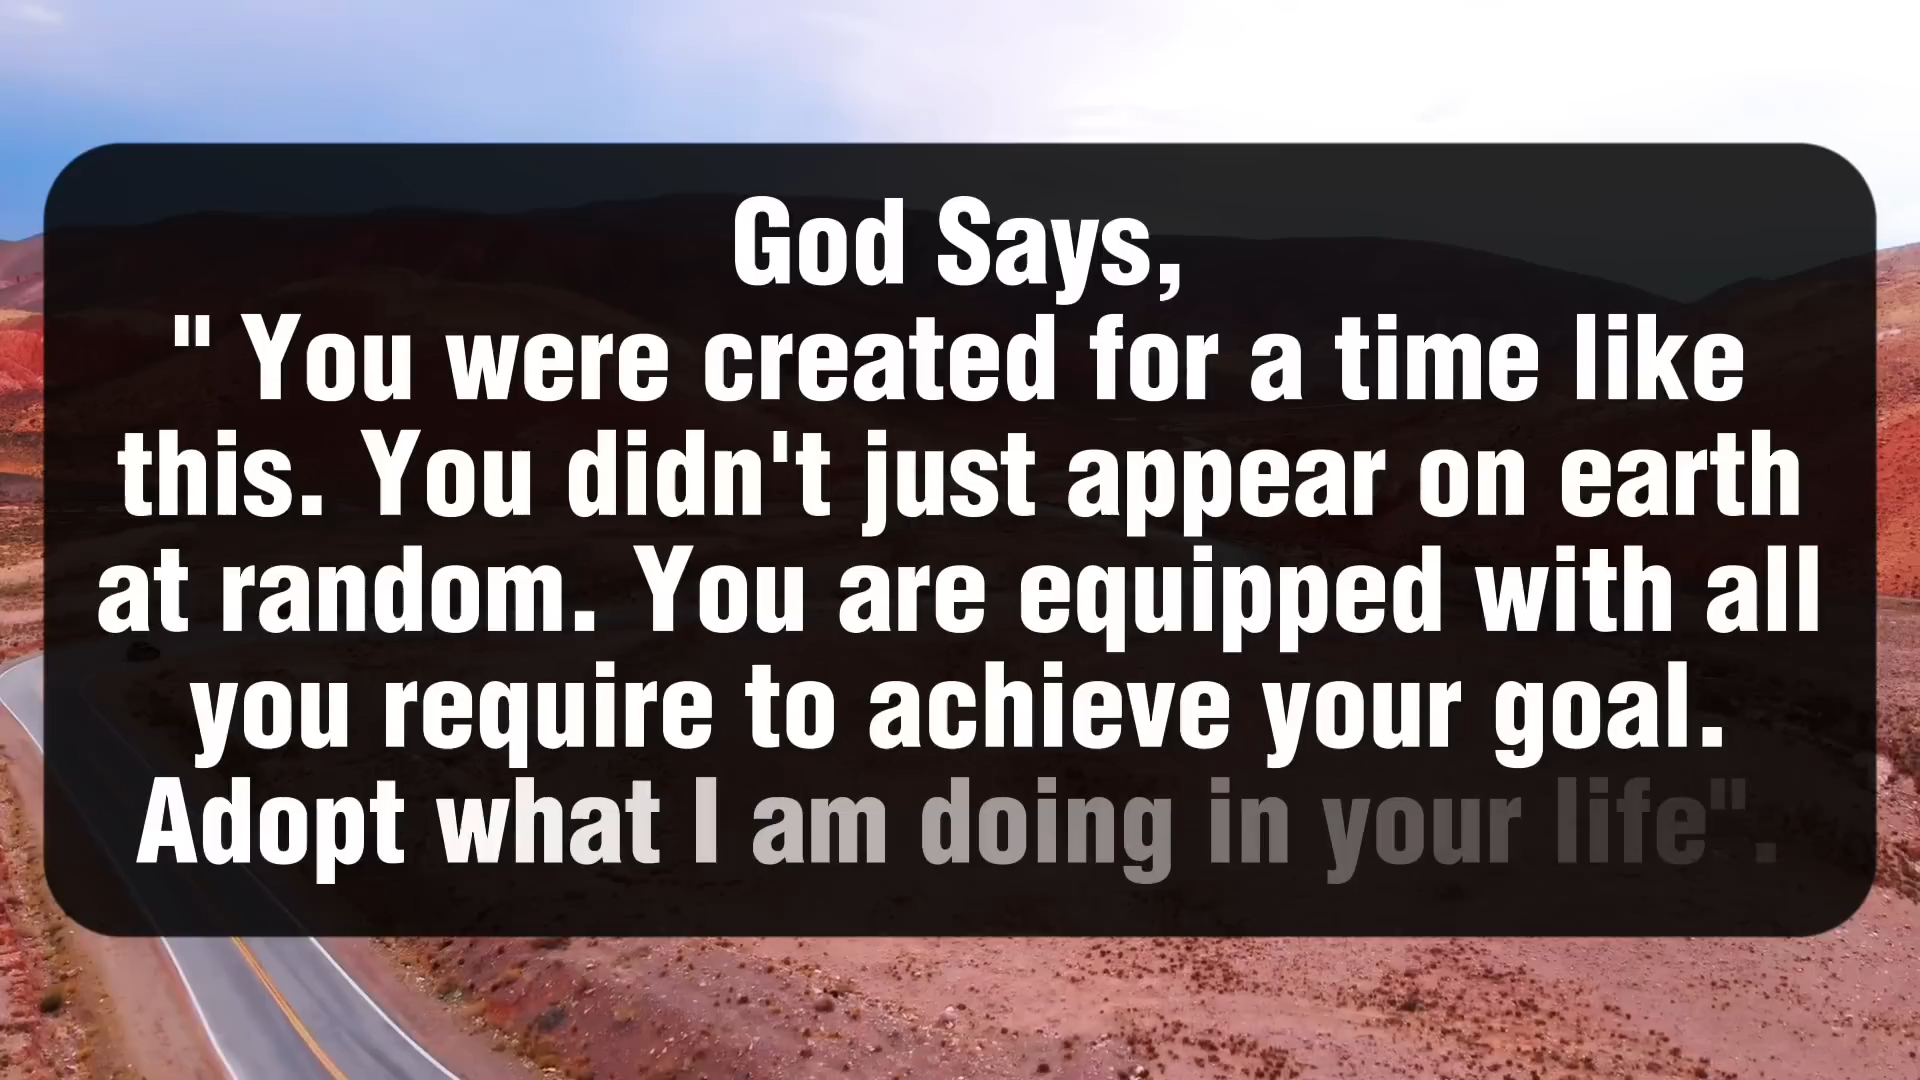 God Says,
" You were created for a time like
this. You didn't just appear on earth
at random. You are equipped with all
you require to achieve your goal.
Adopt what I am doing in your life".